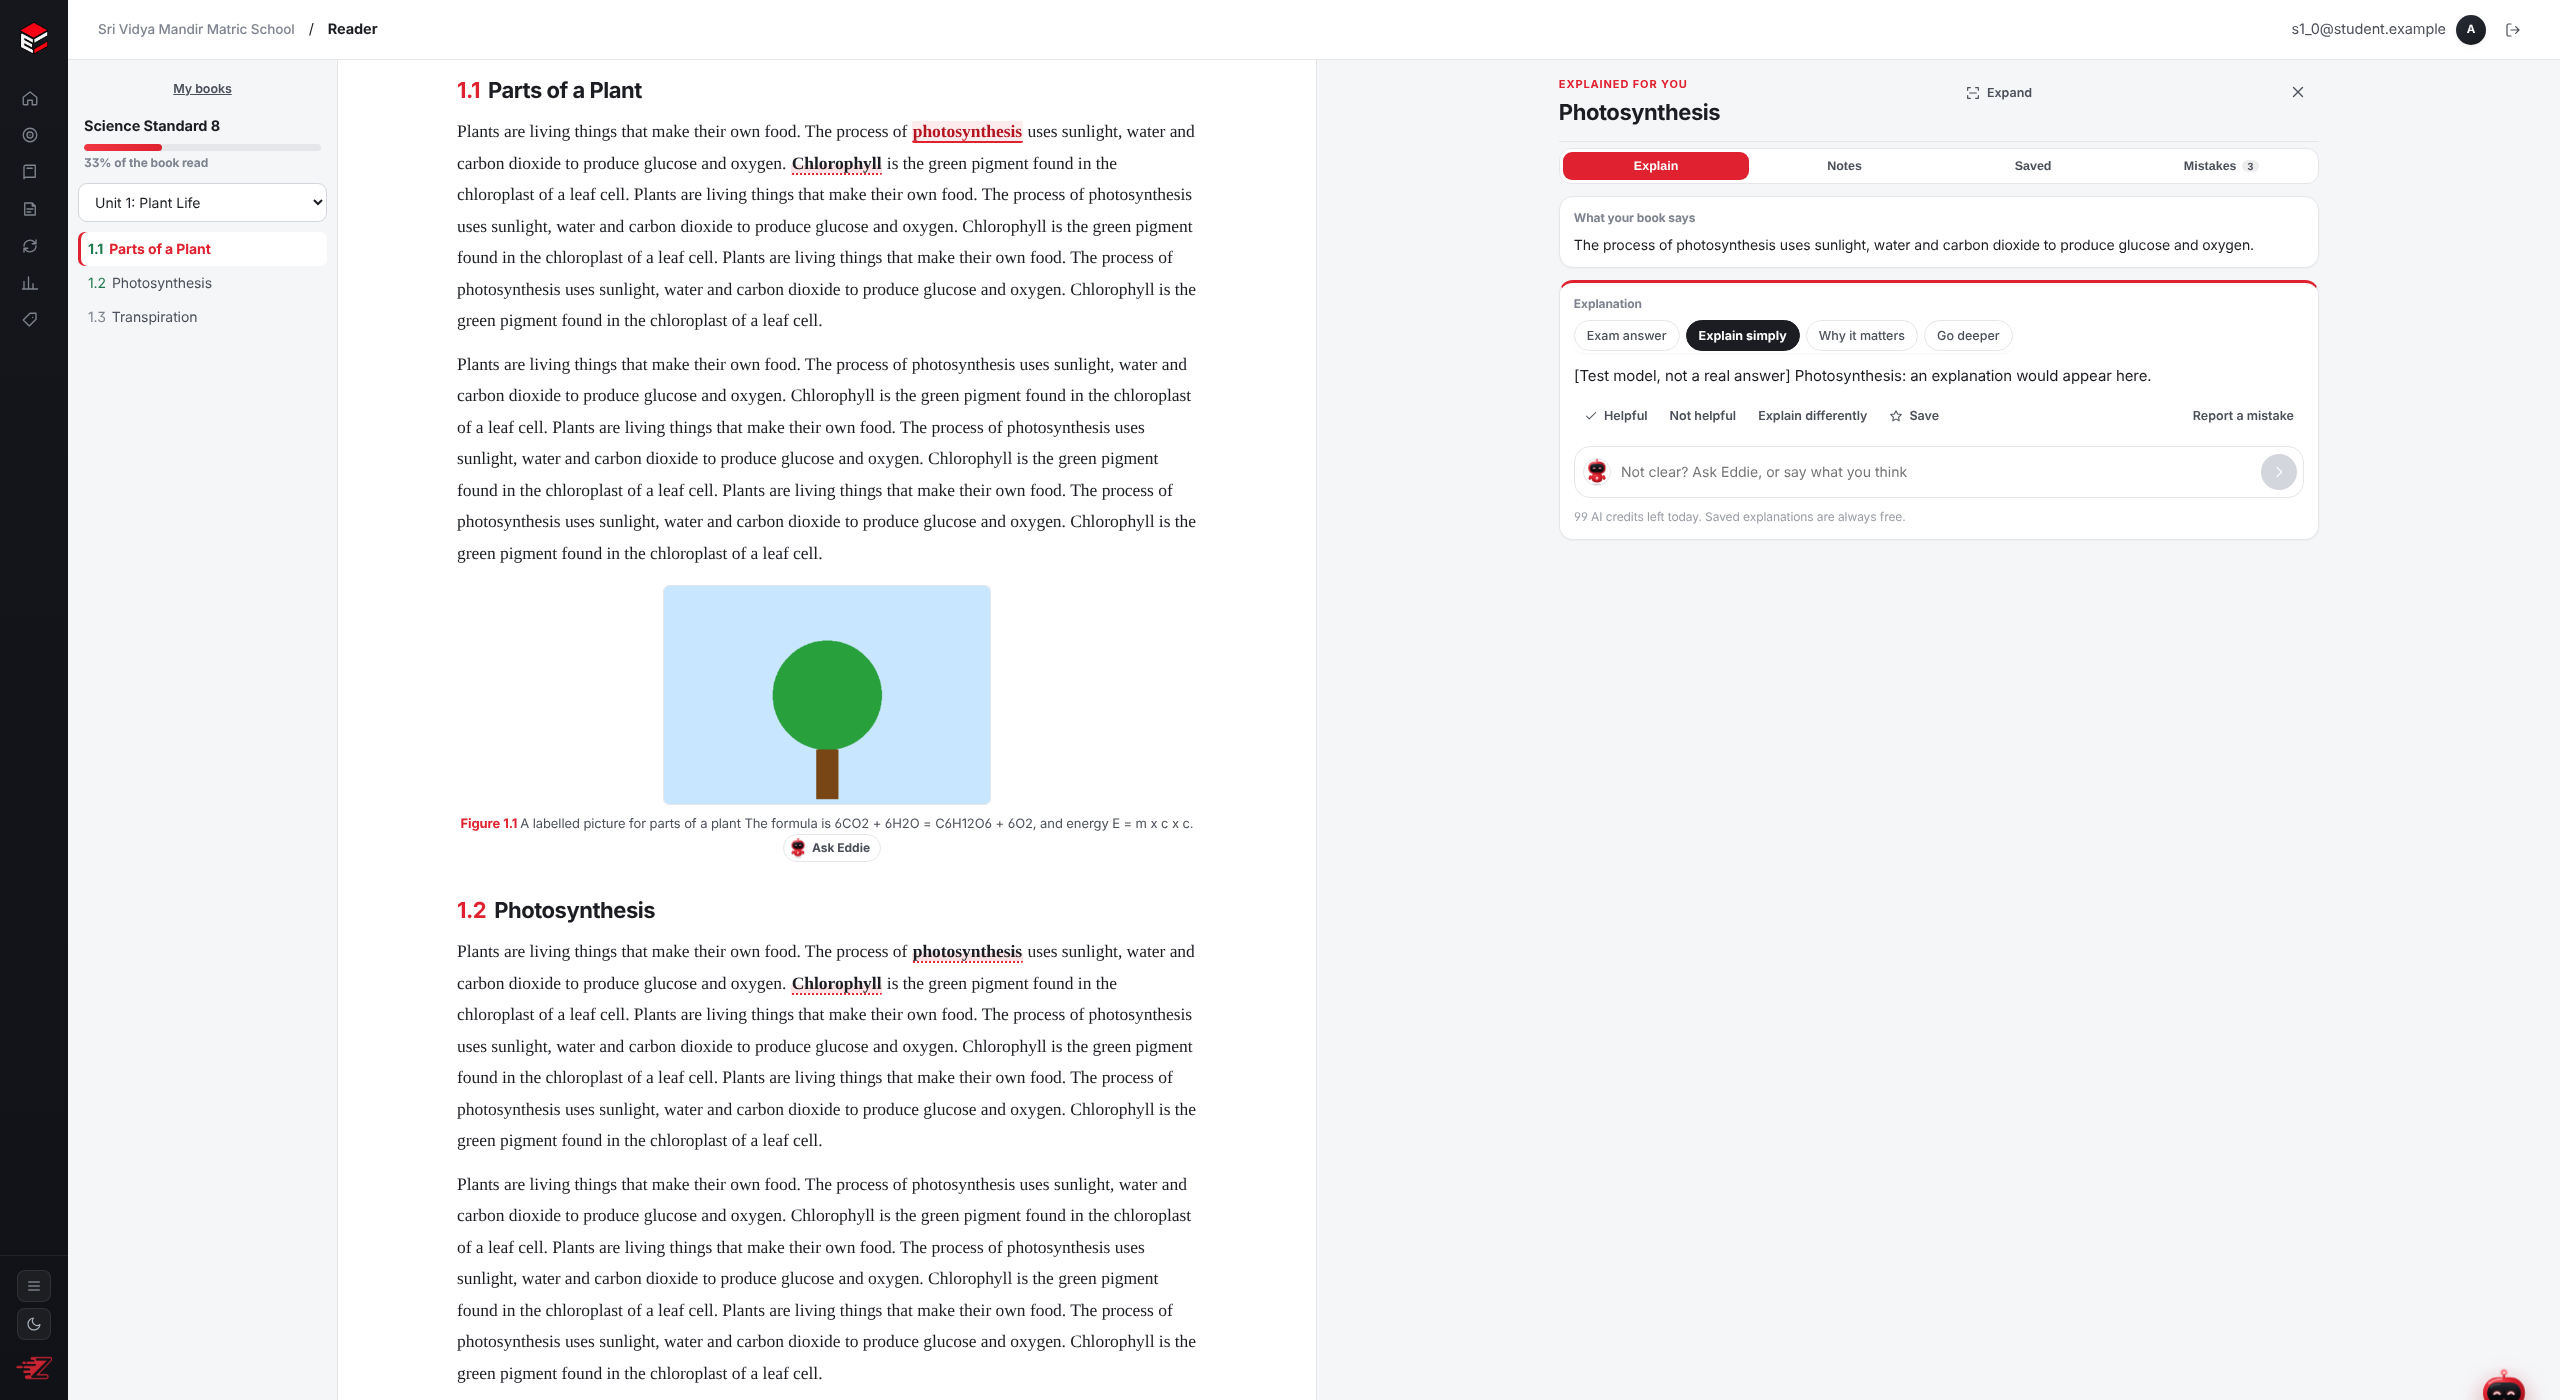 Sri Vidya Mandir Matric School / Reader
s1_0@student.example
A
My books
Science Standard 8
33% of the book read
Unit 1: Plant Life
1.1 Parts of a Plant
1.2 Photosynthesis
1.3 Transpiration
1.1 Parts of a Plant
Plants are living things that make their own food. The process of photosynthesis uses sunlight, water and
carbon dioxide to produce glucose and oxygen. Chlorophyll is the green pigment found in the
chloroplast of a leaf cell. Plants are living things that make their own food. The process of photosynthesis
uses sunlight, water and carbon dioxide to produce glucose and oxygen. Chlorophyll is the green pigment
found in the chloroplast of a leaf cell. Plants are living things that make their own food. The process of
photosynthesis uses sunlight, water and carbon dioxide to produce glucose and oxygen. Chlorophyll is the
green pigment found in the chloroplast of a leaf cell.
Plants are living things that make their own food. The process of photosynthesis uses sunlight, water and
carbon dioxide to produce glucose and oxygen. Chlorophyll is the green pigment found in the chloroplast
of a leaf cell. Plants are living things that make their own food. The process of photosynthesis uses
sunlight, water and carbon dioxide to produce glucose and oxygen. Chlorophyll is the green pigment
found in the chloroplast of a leaf cell. Plants are living things that make their own food. The process of
photosynthesis uses sunlight, water and carbon dioxide to produce glucose and oxygen. Chlorophyll is the
green pigment found in the chloroplast of a leaf cell.
Figure 1.1 A labelled picture for parts of a plant The formula is 6CO2 + 6H2O = C6H12O6 + 6O2, and energy E = m x c x c.
Ask Eddie
1.2 Photosynthesis
Plants are living things that make their own food. The process of photosynthesis uses sunlight, water and
carbon dioxide to produce glucose and oxygen. Chlorophyll is the green pigment found in the
chloroplast of a leaf cell. Plants are living things that make their own food. The process of photosynthesis
uses sunlight, water and carbon dioxide to produce glucose and oxygen. Chlorophyll is the green pigment
found in the chloroplast of a leaf cell. Plants are living things that make their own food. The process of
photosynthesis uses sunlight, water and carbon dioxide to produce glucose and oxygen. Chlorophyll is the
green pigment found in the chloroplast of a leaf cell.
Plants are living things that make their own food. The process of photosynthesis uses sunlight, water and
carbon dioxide to produce glucose and oxygen. Chlorophyll is the green pigment found in the chloroplast
of a leaf cell. Plants are living things that make their own food. The process of photosynthesis uses
sunlight, water and carbon dioxide to produce glucose and oxygen. Chlorophyll is the green pigment
found in the chloroplast of a leaf cell. Plants are living things that make their own food. The process of
photosynthesis uses sunlight, water and carbon dioxide to produce glucose and oxygen. Chlorophyll is the
green pigment found in the chloroplast of a leaf cell.
EXPLAINED FOR YOU
Photosynthesis
Expand
Explain Notes Saved Mistakes 3
What your book says
The process of photosynthesis uses sunlight, water and carbon dioxide to produce glucose and oxygen.
Explanation
Exam answer Explain simply Why it matters Go deeper
[Test model, not a real answer] Photosynthesis: an explanation would appear here.
Helpful Not helpful Explain differently Save Report a mistake
Not clear? Ask Eddie, or say what you think
99 AI credits left today. Saved explanations are always free.